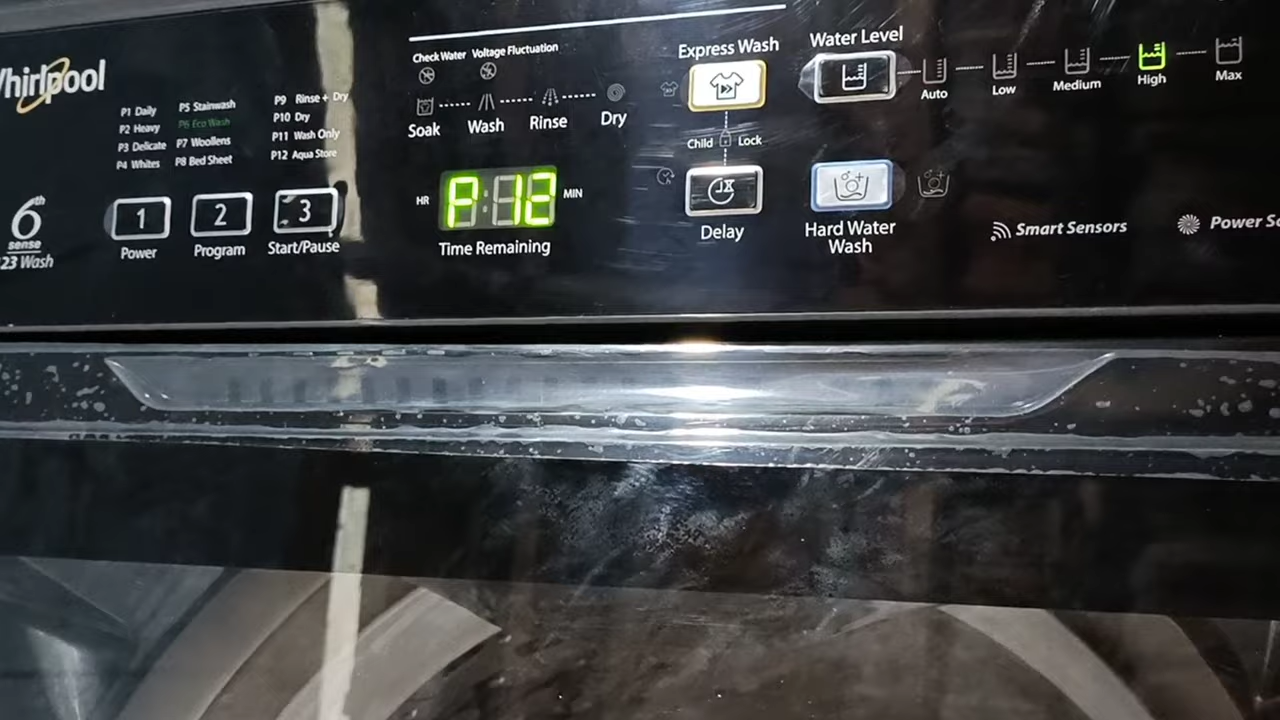 Whirlpool
P1 Daily
P2 Heavy
P3 Delicate
P4 Whites
P5 Stainwash
P6 Eco Wash
P7 Woollens
P8 Bed Sheet
P9 Rinse + Dry
P10 Dry
P11 Wash Only
P12 Aqua Store
6th
sense
123 Wash
1
Power
2
Program
3
Start/Pause
Check Water Voltage Fluctuation
Soak Wash Rinse Dry
HR P:12 MIN
Time Remaining
Express Wash
Child Lock
Delay
Water Level
Auto Low Medium High Max
Hard Water
Wash
Smart Sensors
Power